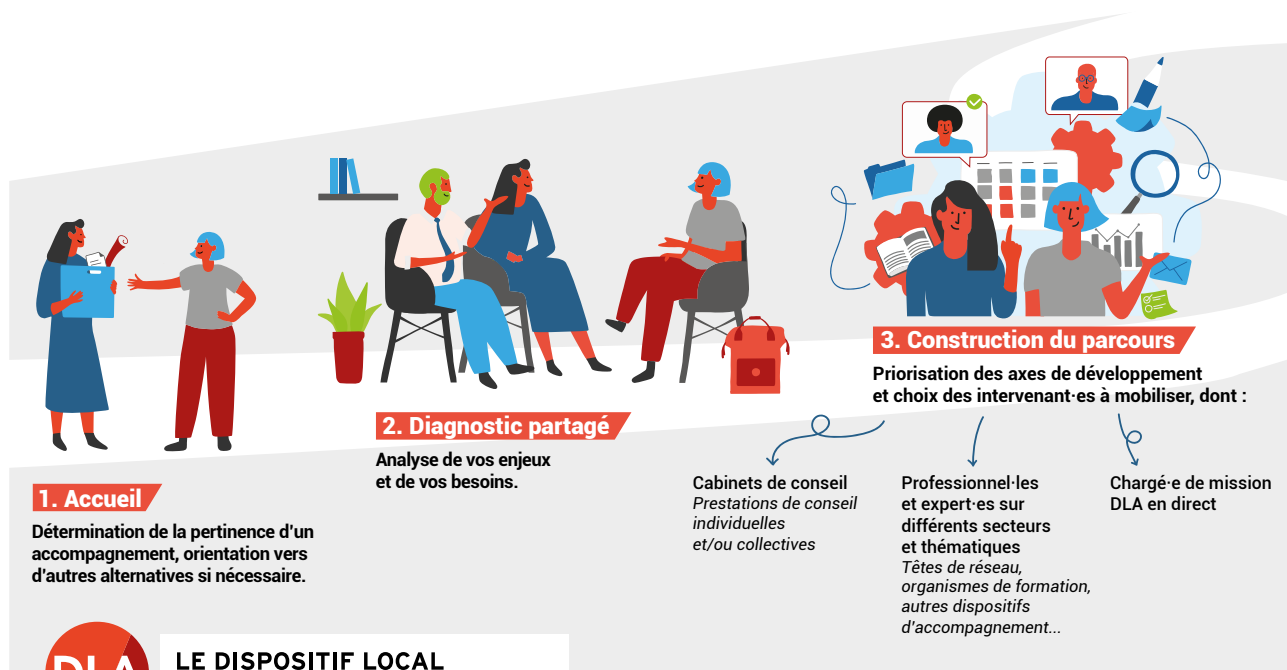 1. Accueil
Détermination de la pertinence d'un
accompagnement, orientation vers
d'autres alternatives si nécessaire.
2. Diagnostic partagé
Analyse de vos enjeux
et de vos besoins.
3. Construction du parcours
Priorisation des axes de développement
et choix des intervenant·es à mobiliser, dont :
Cabinets de conseil
Prestations de conseil
individuelles
et/ou collectives
Professionnel·les
et expert·es sur
différents secteurs
et thématiques
Têtes de réseau,
organismes de formation,
autres dispositifs
d'accompagnement...
Chargé·e de mission
DLA en direct
DLA
LE DISPOSITIF LOCAL